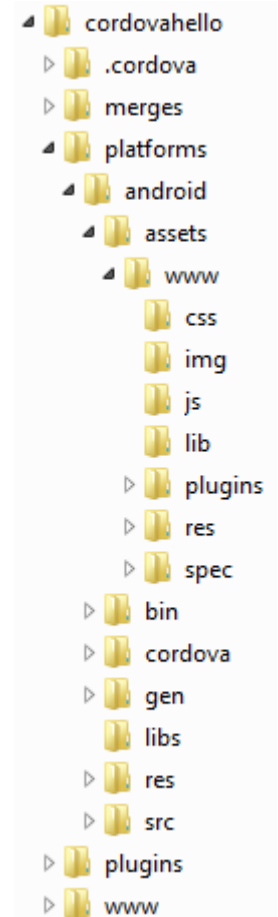 cordovahello
.cordova
merges
platforms
android
assets
www
css
img
js
lib
plugins
res
spec
bin
cordova
gen
libs
res
src
plugins
www